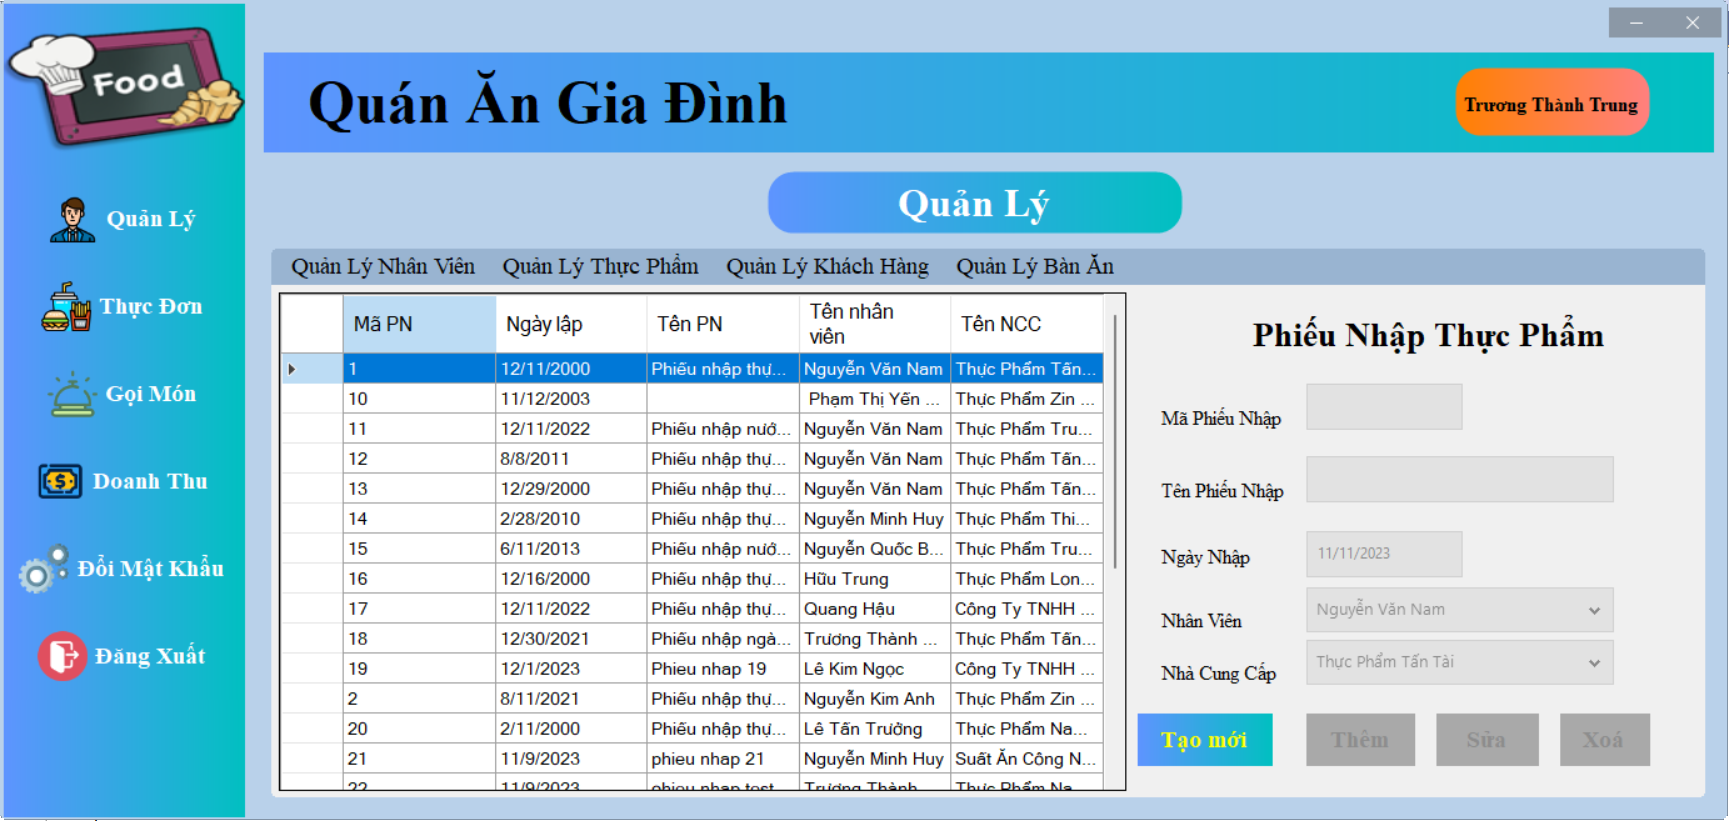 Food
Quán Ăn Gia Đình
Trương Thành Trung
Quản Lý
Thực Đơn
Gọi Món
Doanh Thu
Đổi Mật Khẩu
Đăng Xuất
Quản Lý
Quản Lý Nhân Viên Quản Lý Thực Phẩm Quản Lý Khách Hàng Quản Lý Bàn Ăn
Mã PN Ngày lập Tên PN Tên nhân viên Tên NCC
1 12/11/2000 Phiếu nhập thự... Nguyễn Văn Nam Thực Phẩm Tấn...
10 11/12/2003 Phạm Thị Yến ... Thực Phẩm Zin ...
11 12/11/2022 Phiếu nhập nướ... Nguyễn Văn Nam Thực Phẩm Tru...
12 8/8/2011 Phiếu nhập thự... Nguyễn Văn Nam Thực Phẩm Tấn...
13 12/29/2000 Phiếu nhập thự... Nguyễn Văn Nam Thực Phẩm Tấn...
14 2/28/2010 Phiếu nhập thự... Nguyễn Minh Huy Thực Phẩm Thi...
15 6/11/2013 Phiếu nhập nướ... Nguyễn Quốc B... Thực Phẩm Tru...
16 12/16/2000 Phiếu nhập thự... Hữu Trung Thực Phẩm Lon...
17 12/11/2022 Phiếu nhập thự... Quang Hậu Công Ty TNHH ...
18 12/30/2021 Phiếu nhập ngà... Trương Thành ... Thực Phẩm Tấn...
19 12/1/2023 Phieu nhap 19 Lê Kim Ngọc Công Ty TNHH ...
2 8/11/2021 Phiếu nhập thự... Nguyễn Kim Anh Thực Phẩm Zin ...
20 2/11/2000 Phiếu nhập thự... Lê Tấn Trưởng Thực Phẩm Na...
21 11/9/2023 phieu nhap 21 Nguyễn Minh Huy Suất Ăn Công N...
22 11/9/2023 phieu nhap test Trương Thành Thực Phẩm Na
Phiếu Nhập Thực Phẩm
Mã Phiếu Nhập
Tên Phiếu Nhập
Ngày Nhập 11/11/2023
Nhân Viên Nguyễn Văn Nam
Nhà Cung Cấp Thực Phẩm Tấn Tài
Tạo mới Thêm Sửa Xoá